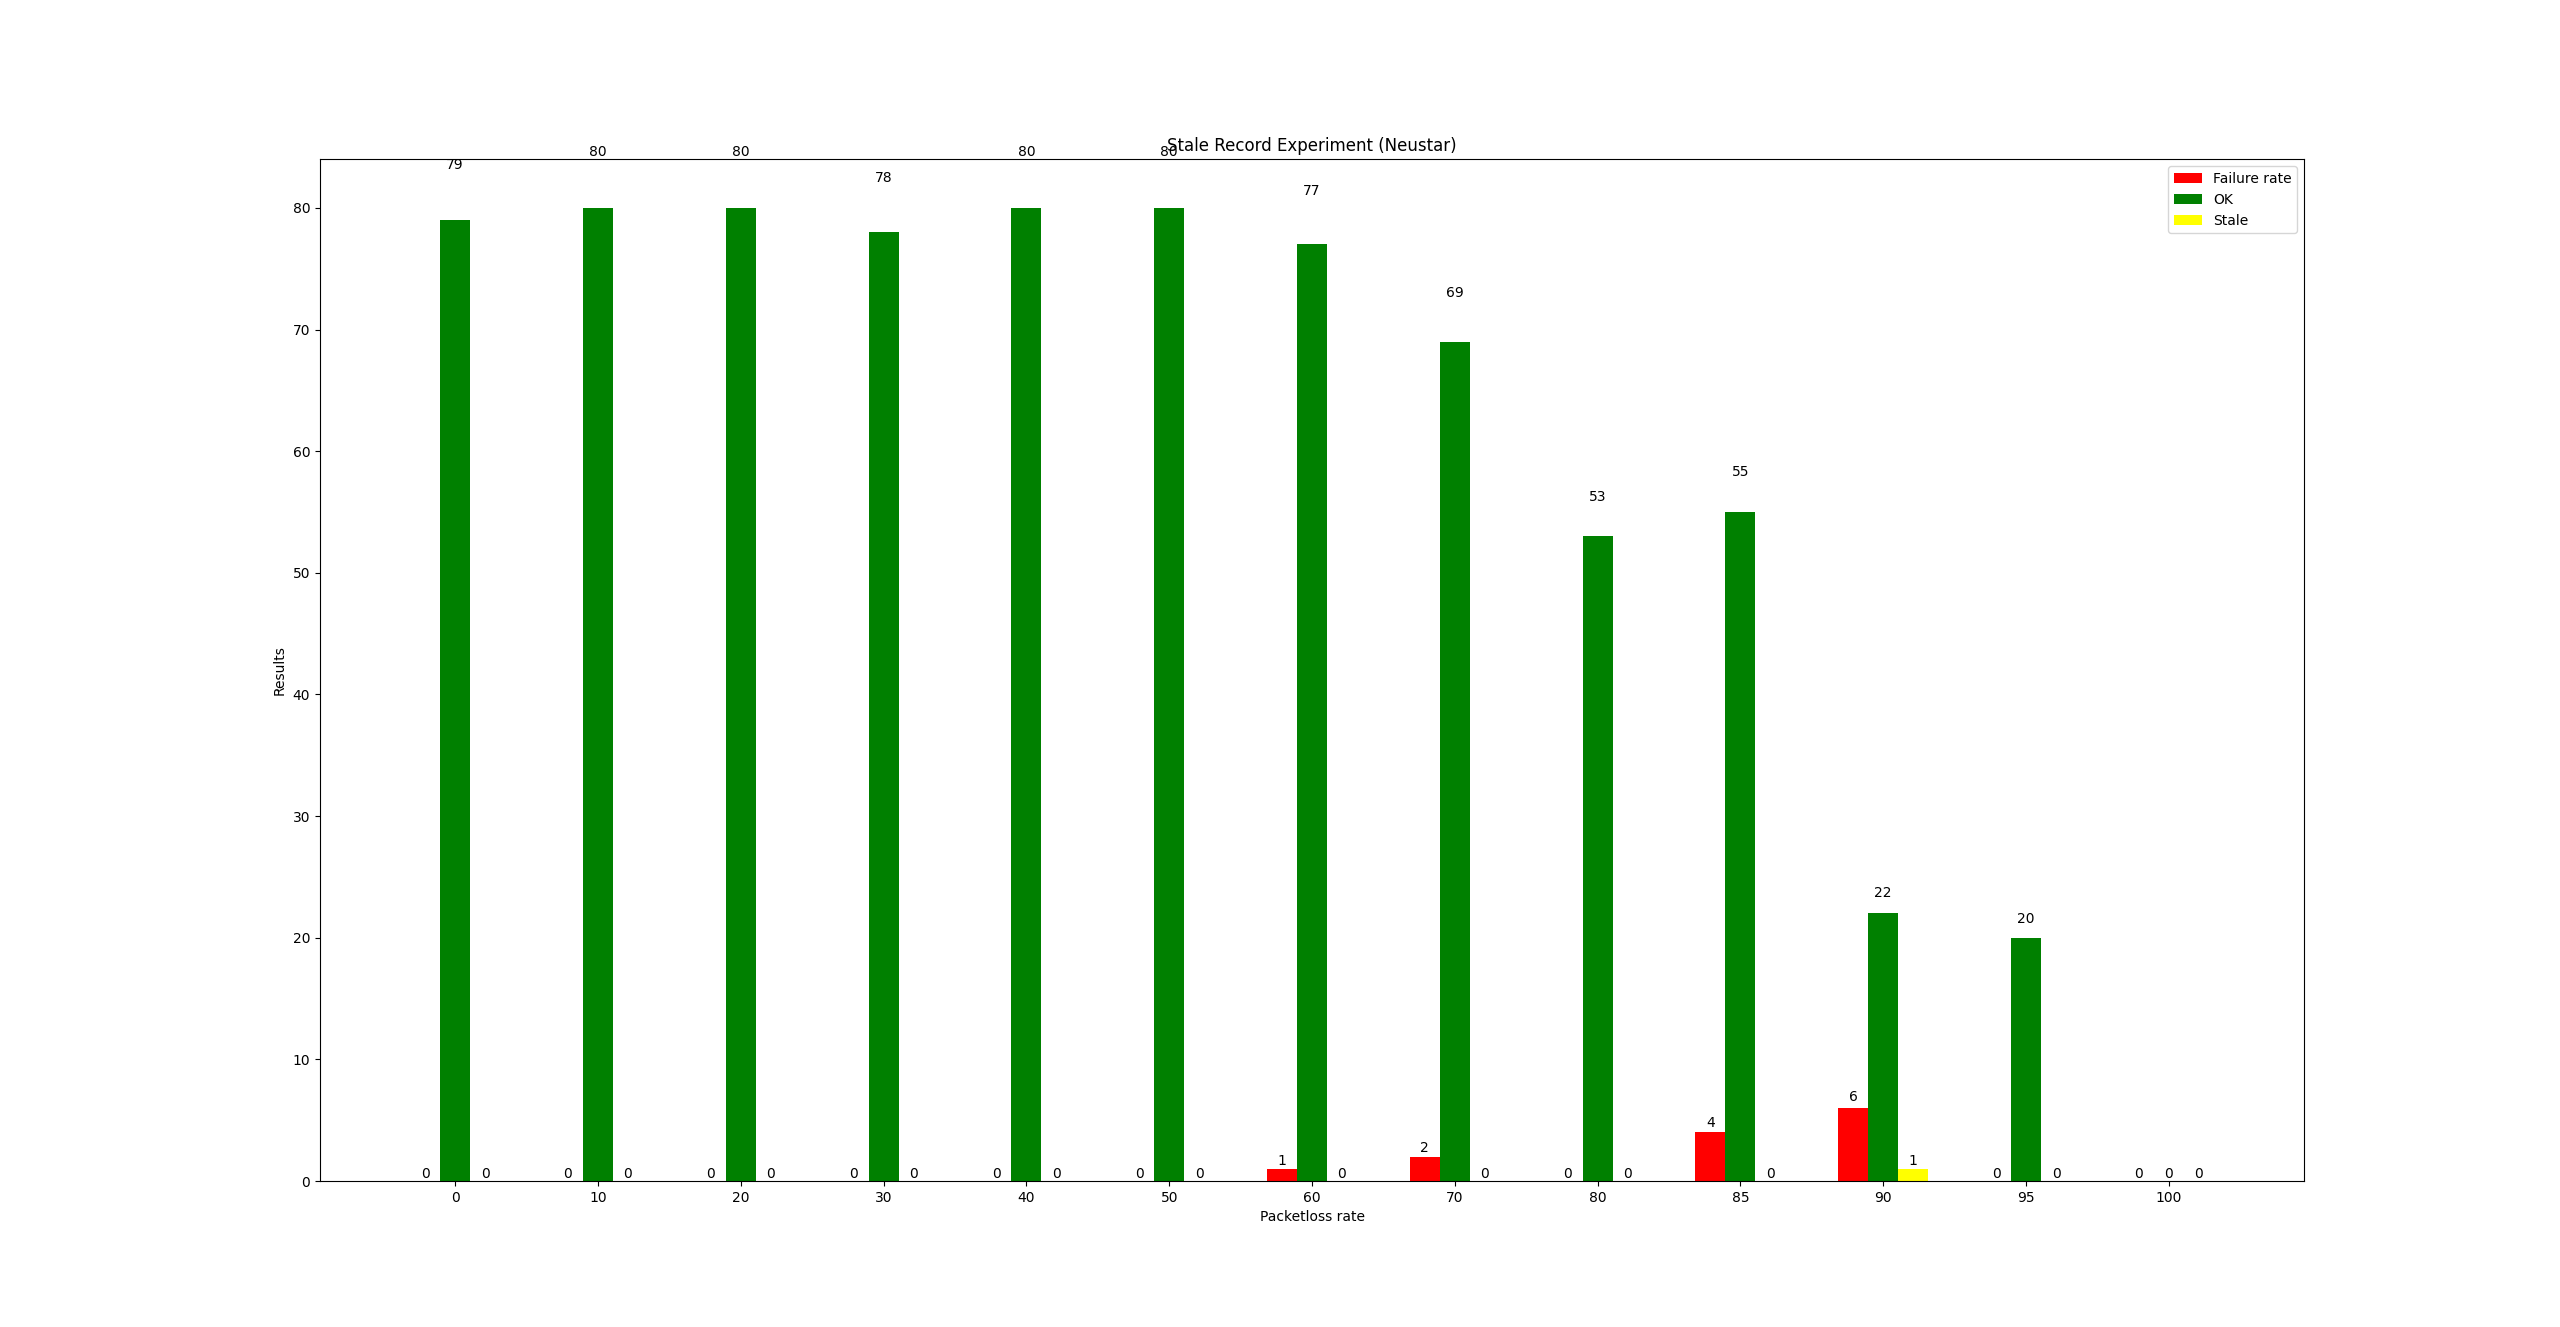 Stale Record Experiment (Neustar)
79 80 80 78 80 80 77 69 53 55 22 20
Failure rate
OK
Stale
80
70
60
50
40
30
20
10
0
Results
0 0 0 0 0 0 0 0 0 0 0 0 1 0 2 0 0 0 4 0 6 1 0 0 0 0 0
0 10 20 30 40 50 60 70 80 85 90 95 100
Packetloss rate